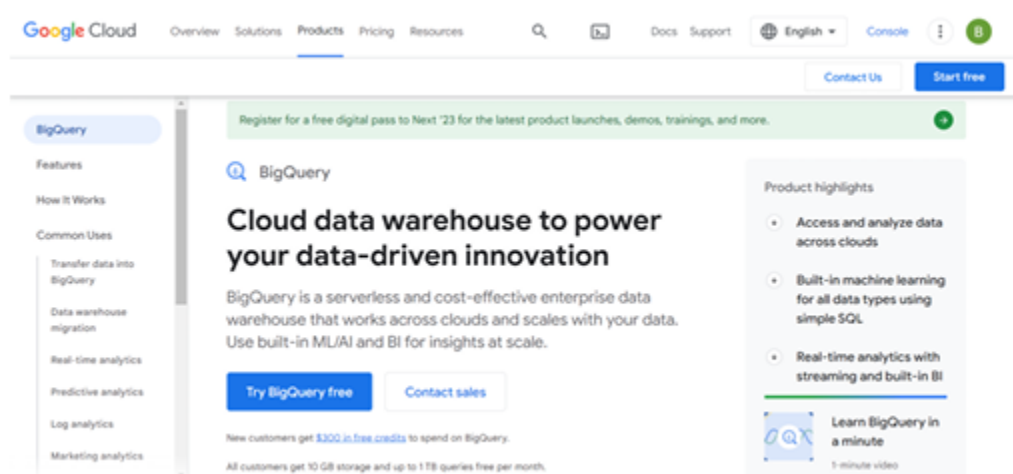 Google Cloud Overview Solutions Products Pricing Resources Docs Support English Console B
Contact Us Start free
BigQuery
Features
How It Works
Common Uses
Transfer data into
BigQuery
Data warehouse
migration
Real-time analytics
Predictive analytics
Log analytics
Marketing analytics
Register for a free digital pass to Next '23 for the latest product launches, demos, trainings, and more.
BigQuery
Cloud data warehouse to power
your data-driven innovation
BigQuery is a serverless and cost-effective enterprise data
warehouse that works across clouds and scales with your data.
Use built-in ML/AI and BI for insights at scale.
Try BigQuery free Contact sales
New customers get $300 in free credits to spend on BigQuery.
All customers get 10 GB storage and up to 1 TB queries free per month.
Product highlights
Access and analyze data
across clouds
Built-in machine learning
for all data types using
simple SQL
Real-time analytics with
streaming and built-in BI
Learn BigQuery in
a minute
1-minute video